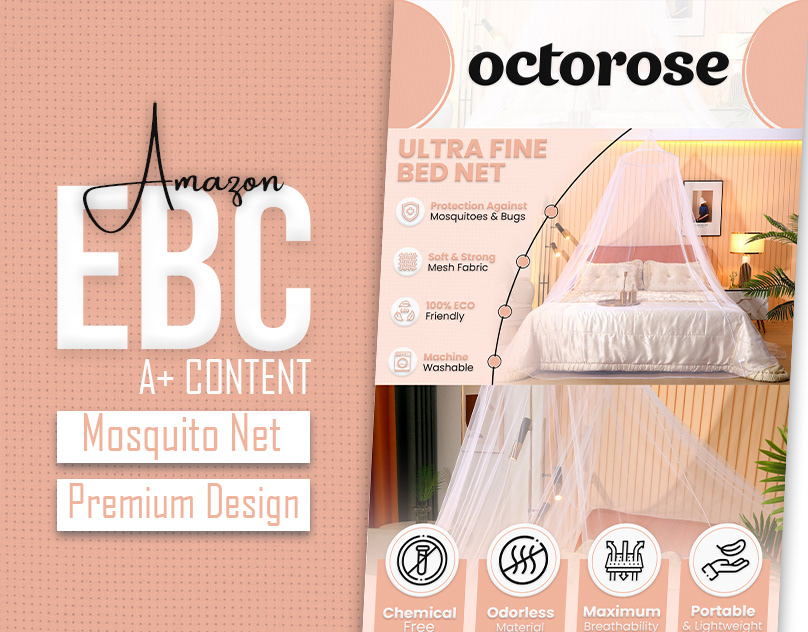 Amazon
EBC
A+ CONTENT
Mosquito Net
Premium Design
octorose
ULTRA FINE
BED NET
Protection Against
Mosquitoes & Bugs
Soft & Strong
Mesh Fabric
100% ECO
Friendly
Machine
Washable
Chemical
Free
Odorless
Material
Maximum
Breathability
Portable
& Lightweight